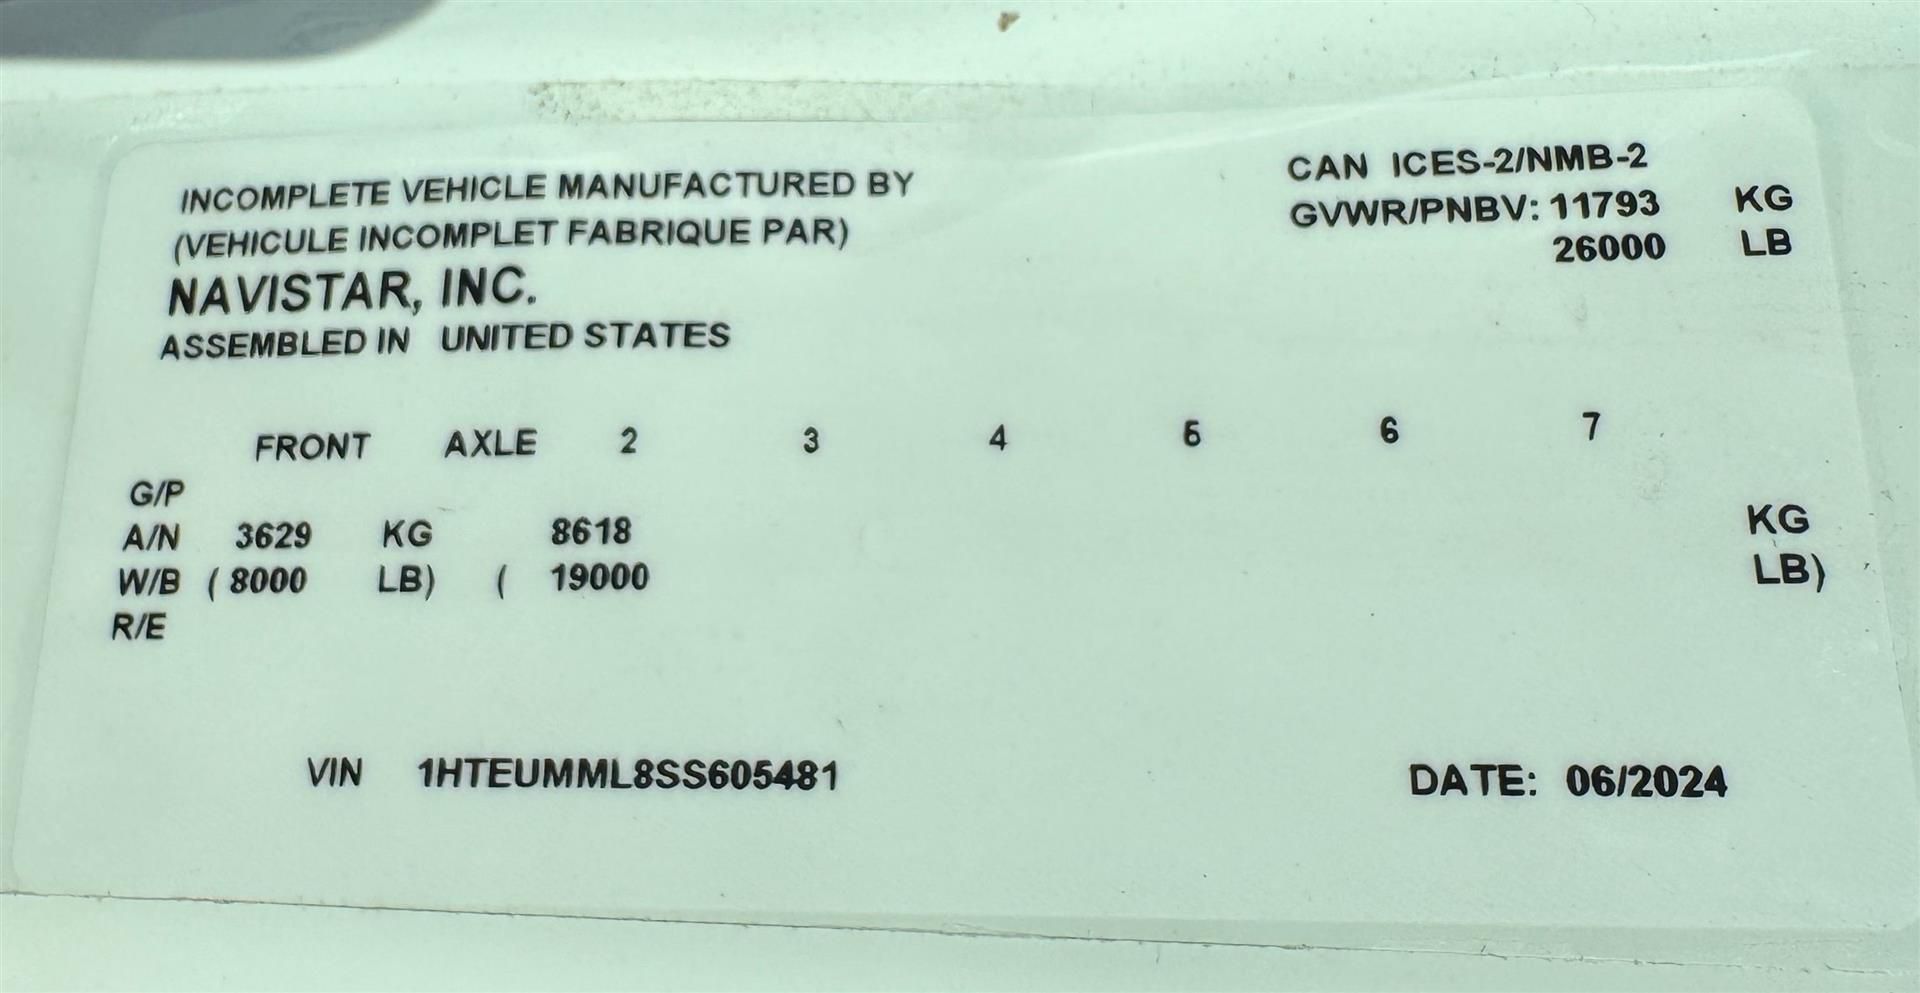 INCOMPLETE VEHICLE MANUFACTURED BY
(VEHICULE INCOMPLET FABRIQUE PAR)
NAVISTAR, INC.
ASSEMBLED IN UNITED STATES
CAN ICES-2/NMB-2
GVWR/PNBV: 11793 KG
26000 LB
FRONT AXLE 2 3 4 5 6 7
G/P
A/N 3629 KG 8618 KG
W/B ( 8000 LB) ( 19000 LB)
R/E
VIN 1HTEUMML8SS605481
DATE: 06/2024